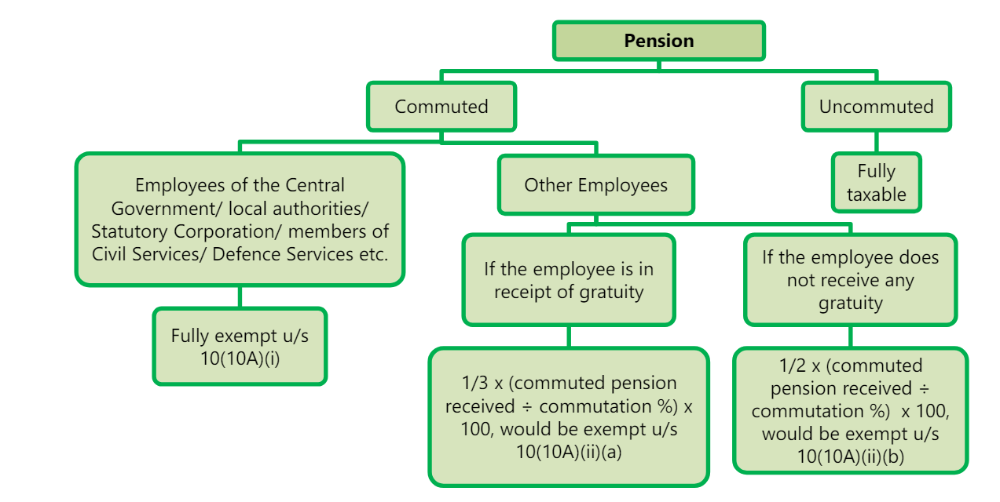 Pension
Commuted
Uncommuted
Employees of the Central
Government/ local authorities/
Statutory Corporation/ members of
Civil Services/ Defence Services etc.
Other Employees
Fully
taxable
If the employee is in
receipt of gratuity
If the employee does
not receive any
gratuity
Fully exempt u/s
10(10A)(i)
1/3 x (commuted pension
received ÷ commutation %) x
100, would be exempt u/s
10(10A)(ii)(a)
1/2 x (commuted
pension received ÷
commutation %) x 100,
would be exempt u/s
10(10A)(ii)(b)